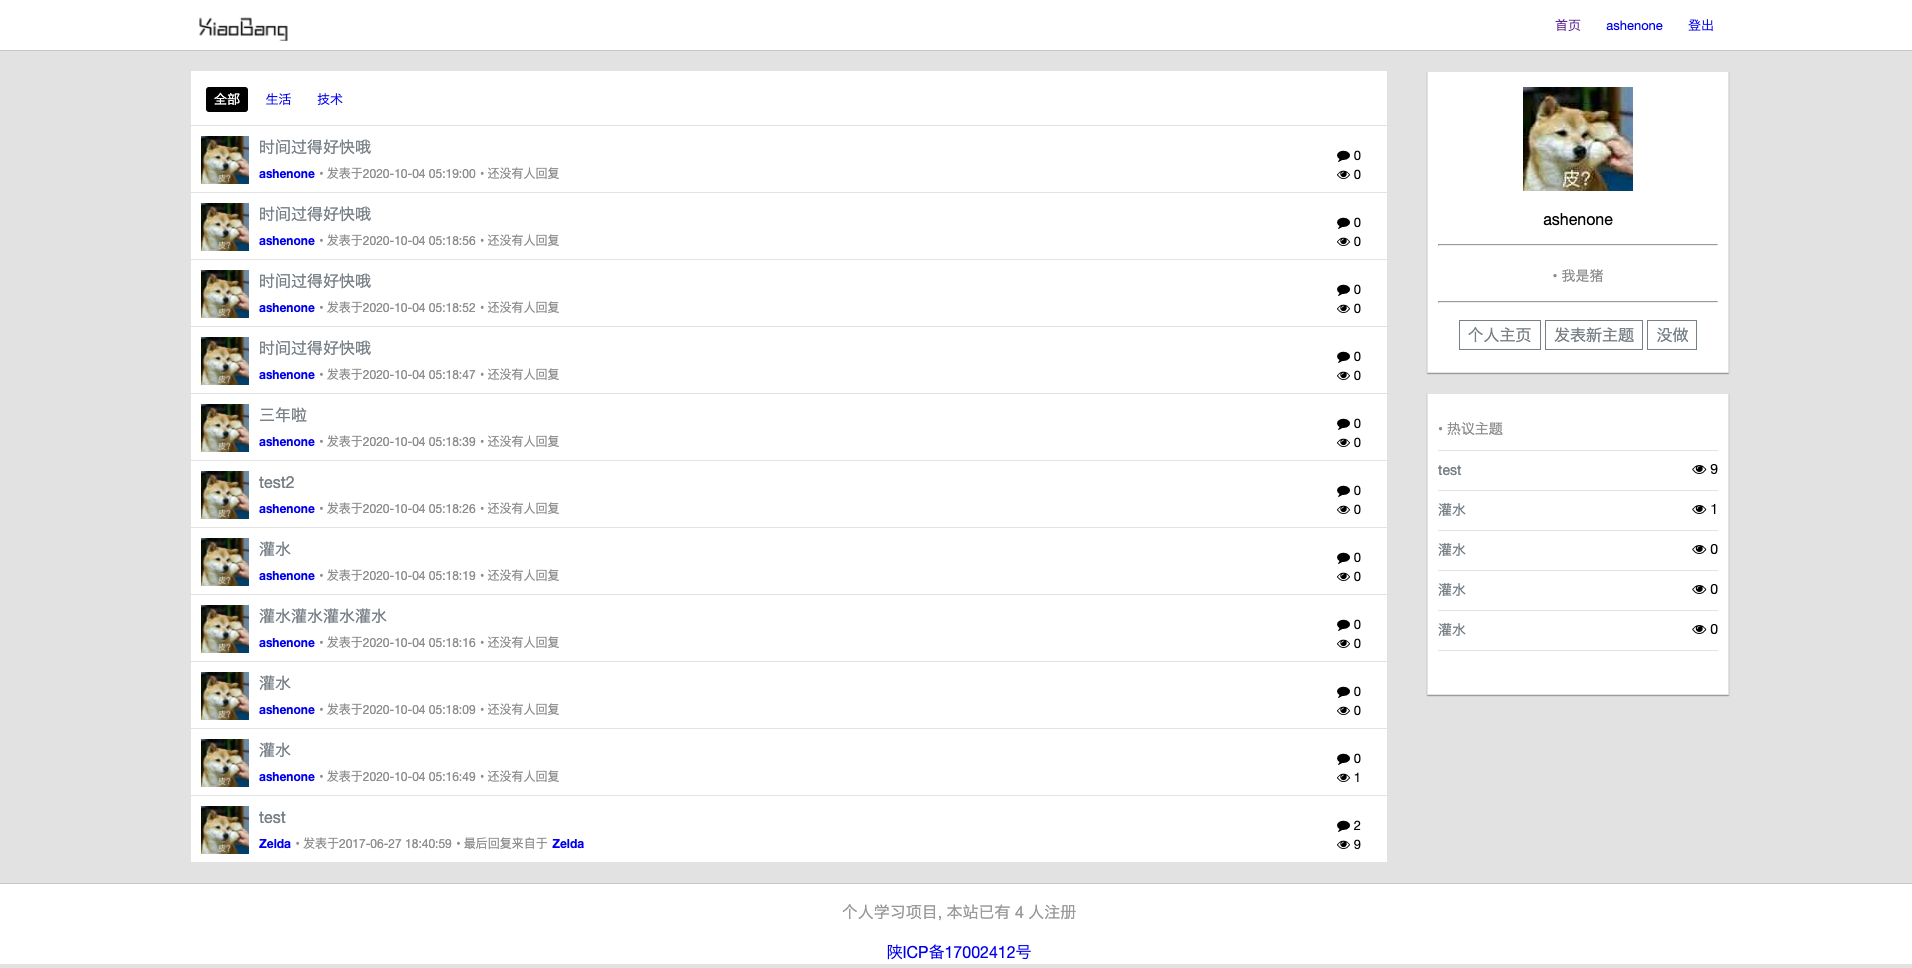 XiaoBang
首页 ashenone 登出
全部 生活 技术
时间过得好快哦
ashenone • 发表于2020-10-04 05:19:00 • 还没有人回复
0
0
时间过得好快哦
ashenone • 发表于2020-10-04 05:18:56 • 还没有人回复
0
0
时间过得好快哦
ashenone • 发表于2020-10-04 05:18:52 • 还没有人回复
0
0
时间过得好快哦
ashenone • 发表于2020-10-04 05:18:47 • 还没有人回复
0
0
三年啦
ashenone • 发表于2020-10-04 05:18:39 • 还没有人回复
0
0
test2
ashenone • 发表于2020-10-04 05:18:26 • 还没有人回复
0
0
灌水
ashenone • 发表于2020-10-04 05:18:19 • 还没有人回复
0
0
灌水灌水灌水灌水
ashenone • 发表于2020-10-04 05:18:16 • 还没有人回复
0
0
灌水
ashenone • 发表于2020-10-04 05:18:09 • 还没有人回复
0
0
灌水
ashenone • 发表于2020-10-04 05:16:49 • 还没有人回复
0
1
test
Zelda • 发表于2017-06-27 18:40:59 • 最后回复来自于 Zelda
2
9
皮?
ashenone
• 我是猪
个人主页 发表新主题 没做
• 热议主题
test 9
灌水 1
灌水 0
灌水 0
灌水 0
个人学习项目, 本站已有 4 人注册
陕ICP备17002412号